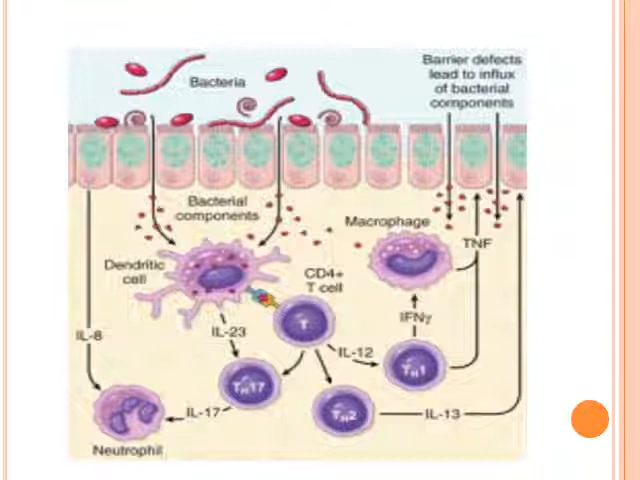 Bacteria
Barrier defects
lead to influx
of bacterial
components
Bacterial
components
Macrophage
TNF
Dendritic
cell
CD4+
T cell
T
IFNγ
IL-8
IL-23
IL-12
TH17
TH1
TH2
IL-17
IL-13
Neutrophil